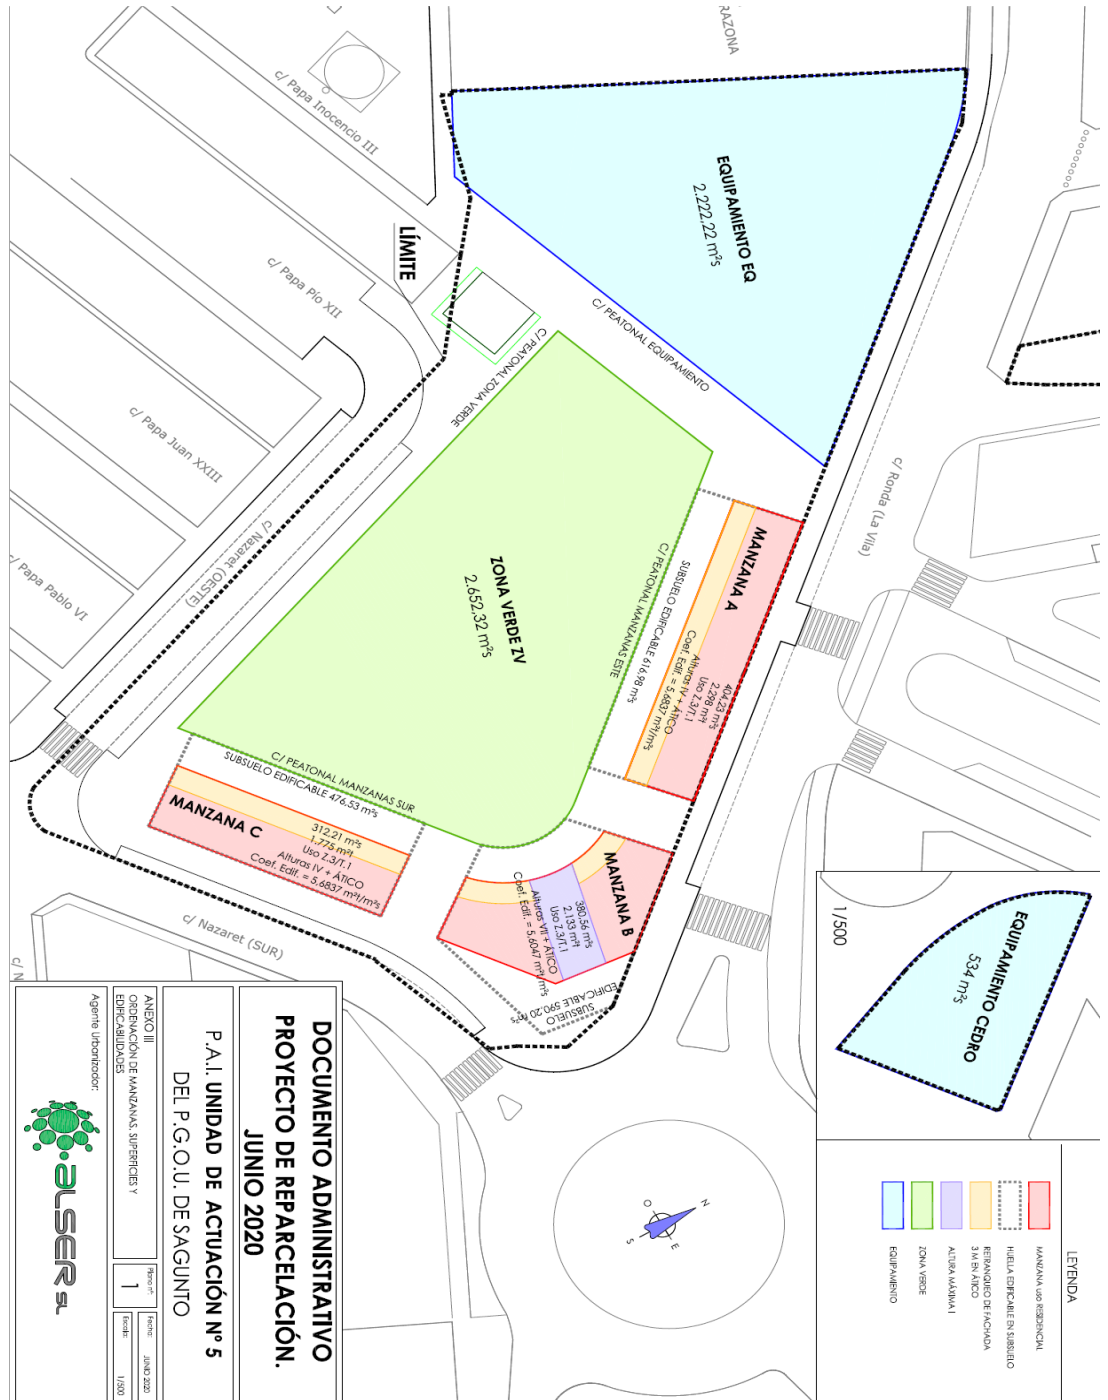 RAZONA
c/ Papa Inocencio III
c/ Papa Pío XII
c/ Papa Juan XXIII
c/ Papa Pablo VI
LÍMITE
EQUIPAMIENTO EQ
2.222,22 m²s
C/ PEATONAL EQUIPAMIENTO
C/ PEATONAL ZONA VERDE
c/ Ronda (La Vila)
c/ Nazaret (OESTE)
ZONA VERDE ZV
2.652,32 m²s
C/ PEATONAL MANZANAS ESTE
SUBSUELO EDIFICABLE 616,98 m²s
MANZANA A
404,23 m²s
2.298 m²t
Uso Z.3/T.1
Alturas IV + ÁTICO
Coef. Edif. = 5,6837 m²t/m²s
C/ PEATONAL MANZANAS SUR
SUBSUELO EDIFICABLE 476,53 m²s
MANZANA C
312,21 m²s
1.775 m²t
Uso Z.3/T.1
Alturas IV + ÁTICO
Coef. Edif. = 5,6837 m²t/m²s
MANZANA B
380,56 m²s
2.133 m²t
Uso Z.3/T.1
Alturas VII + ÁTICO
Coef. Edif. = 5,6047 m²t/m²s
SUBSUELO
EDIFICABLE 590,20 m²s
c/ Nazaret (SUR)
c/ N
1/500
EQUIPAMIENTO CEDRO
534 m²s
N
O
E
S
LEYENDA
MANZANA USO RESIDENCIAL
HUELLA EDIFICABLE EN SUBSUELO
RETRANQUEO DE FACHADA
3 M EN ÁTICO
ALTURA MÁXIMA I
ZONA VERDE
EQUIPAMIENTO
DOCUMENTO ADMINISTRATIVO
PROYECTO DE REPARCELACIÓN.
JUNIO 2020
P.A.I. UNIDAD DE ACTUACIÓN Nº 5
DEL P.G.O.U. DE SAGUNTO
ANEXO III
ORDENACIÓN DE MANZANAS. SUPERFICIES Y
EDIFICABILIDADES
Plano nº:
1
Fecha:
JUNIO 2020
Escala:
1/500
Agente Urbanizador:
ALSER SL